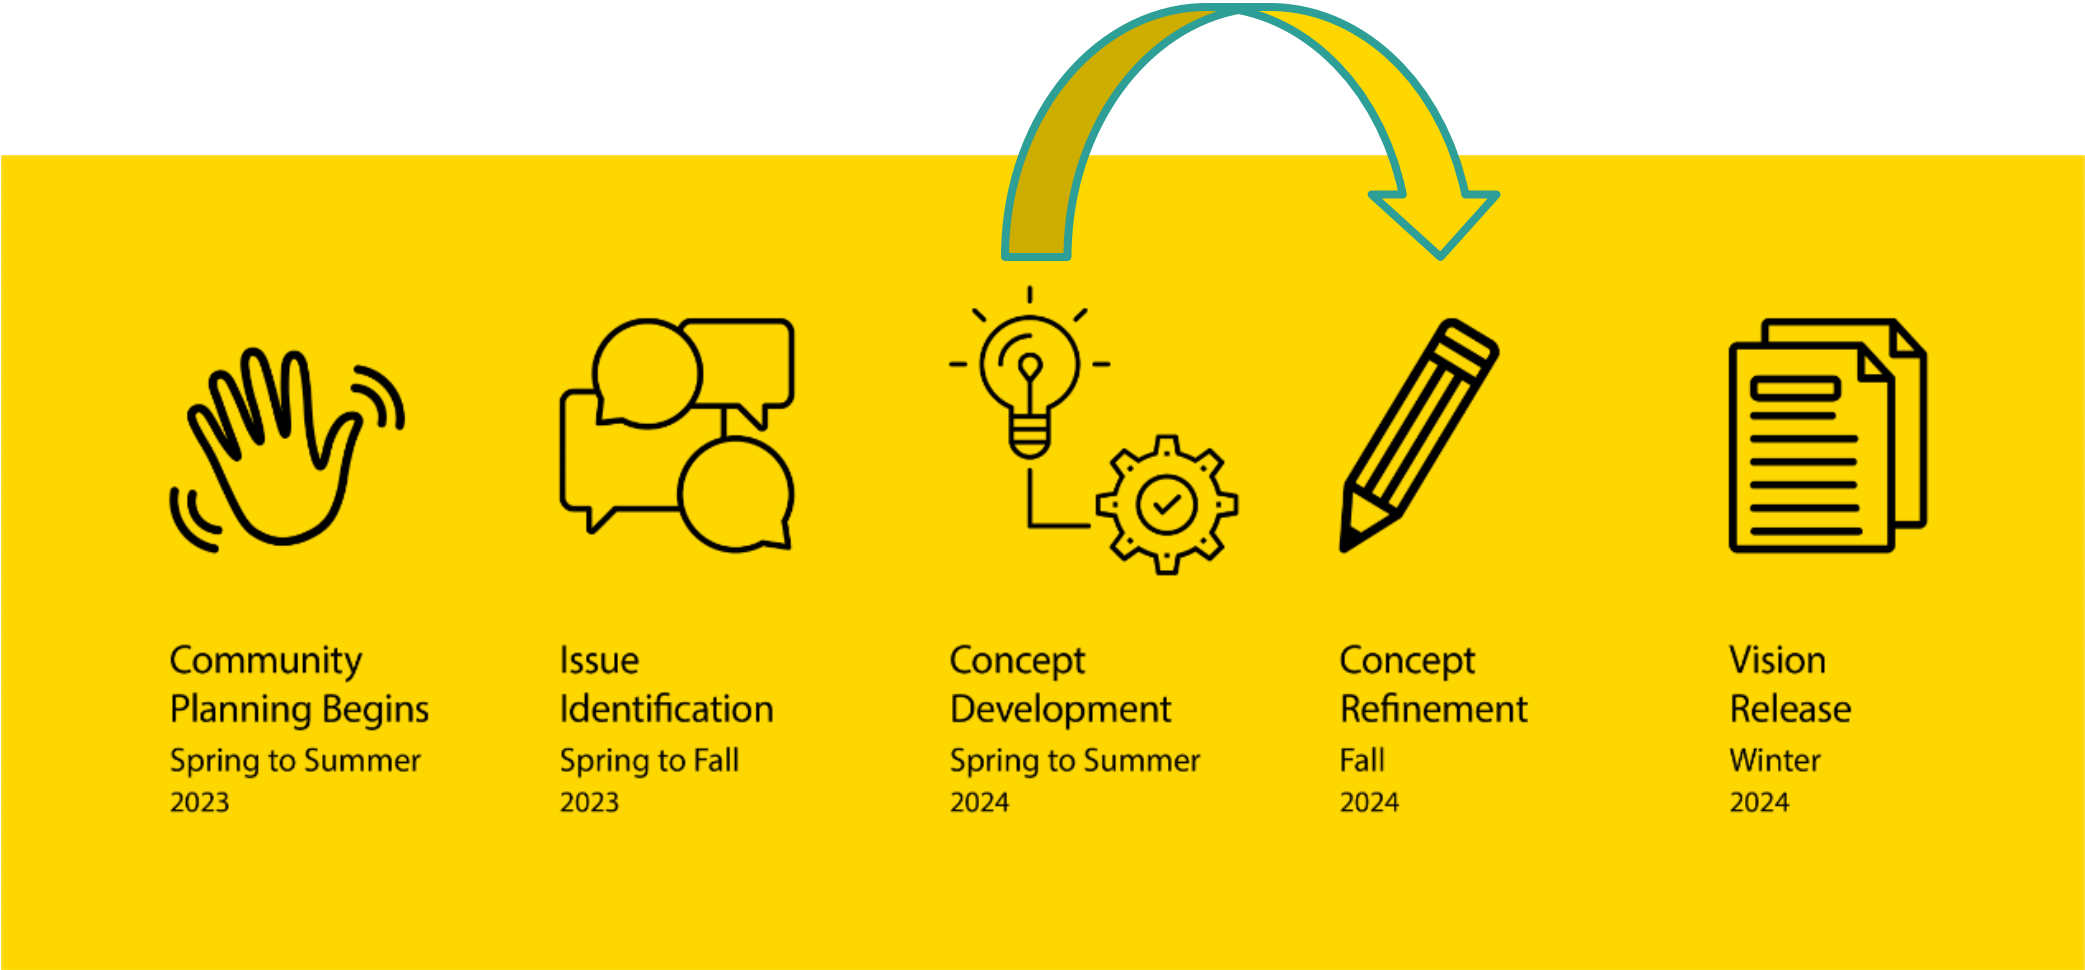 Community
Planning Begins
Spring to Summer
2023
Issue
Identification
Spring to Fall
2023
Concept
Development
Spring to Summer
2024
Concept
Refinement
Fall
2024
Vision
Release
Winter
2024